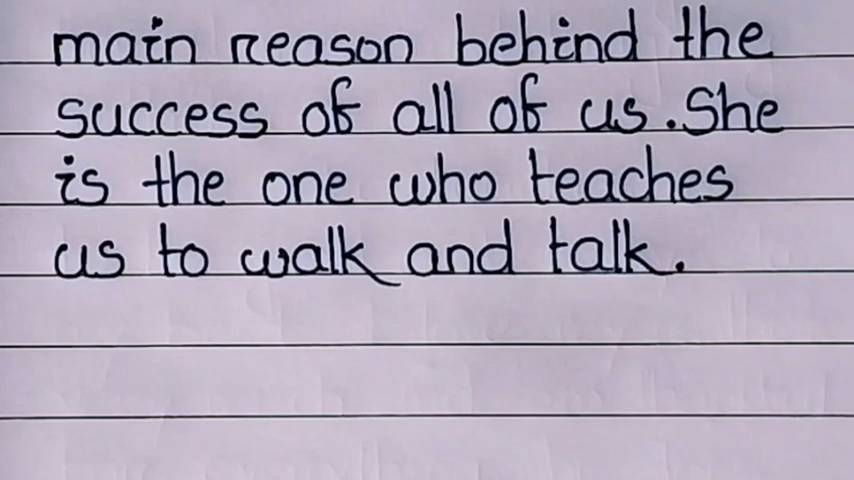 main reason behind the
success of all of us.She
is the one who teaches
us to walk and talk.